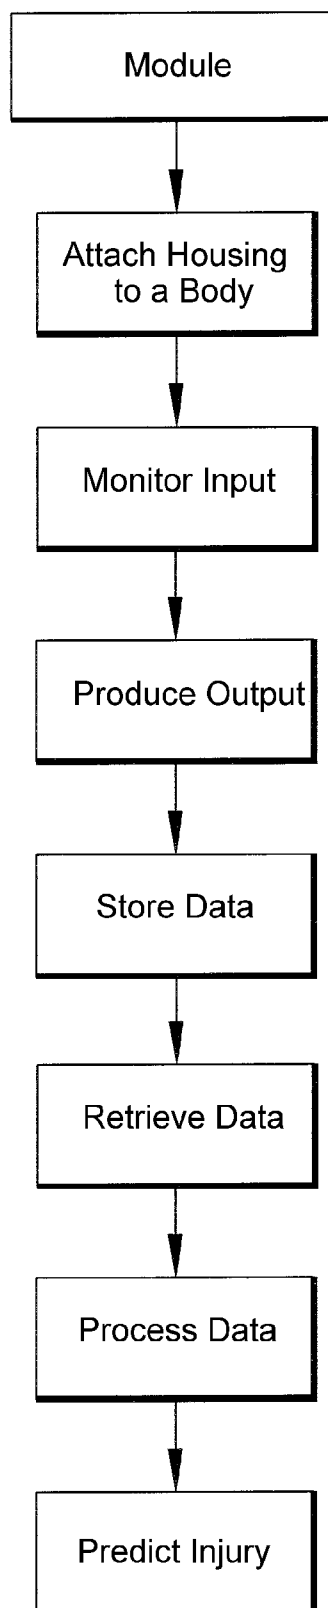 Module
Attach Housing
to a Body
Monitor Input
Produce Output
Store Data
Retrieve Data
Process Data
Predict Injury